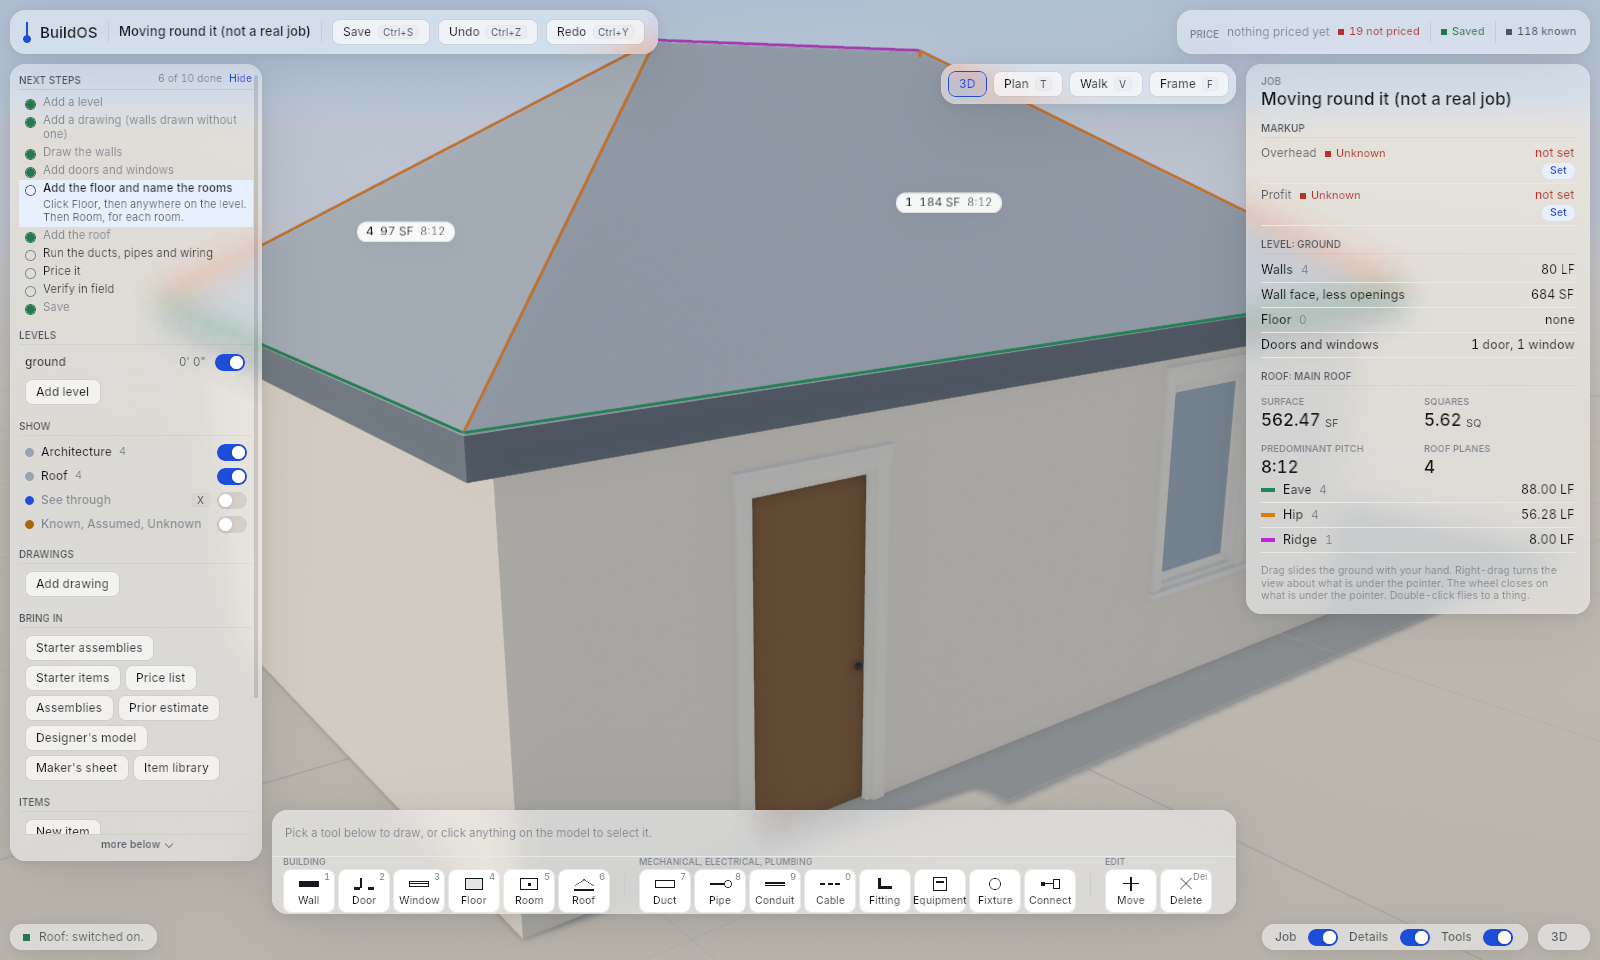 BuildOS
Moving round it (not a real job)
Save Ctrl+S
Undo Ctrl+Z
Redo Ctrl+Y
PRICE nothing priced yet 19 not priced
Saved
118 known
NEXT STEPS 6 of 10 done Hide
Add a level
Add a drawing (walls drawn without
one)
Draw the walls
Add doors and windows
Add the floor and name the rooms
Click Floor, then anywhere on the level.
Then Room, for each room.
Add the roof
Run the ducts, pipes and wiring
Price it
Verify in field
Save
LEVELS
ground 0' 0"
Add level
SHOW
Architecture 4
Roof 4
See through X
Known, Assumed, Unknown
DRAWINGS
Add drawing
BRING IN
Starter assemblies
Starter items Price list
Assemblies Prior estimate
Designer's model
Maker's sheet Item library
ITEMS
New item
more below
Roof: switched on.
3D
Plan T
Walk V
Frame F
4 97 SF 8:12
1 184 SF 8:12
JOB
Moving round it (not a real job)
MARKUP
Overhead Unknown not set
Set
Profit Unknown not set
Set
LEVEL: GROUND
Walls 4 80 LF
Wall face, less openings 684 SF
Floor 0 none
Doors and windows 1 door, 1 window
ROOF: MAIN ROOF
SURFACE SQUARES
562.47 SF 5.62 SQ
PREDOMINANT PITCH ROOF PLANES
8:12 4
Eave 4 88.00 LF
Hip 4 56.28 LF
Ridge 1 8.00 LF
Drag slides the ground with your hand. Right-drag turns the
view about what is under the pointer. The wheel closes on
what is under the pointer. Double-click flies to a thing.
Pick a tool below to draw, or click anything on the model to select it.
BUILDING MECHANICAL, ELECTRICAL, PLUMBING EDIT
1 2 3 4 5 6 7 8 9 0 Del
Wall Door Window Floor Room Roof Duct Pipe Conduit Cable Fitting Equipment Fixture Connect Move Delete
Job Details Tools 3D